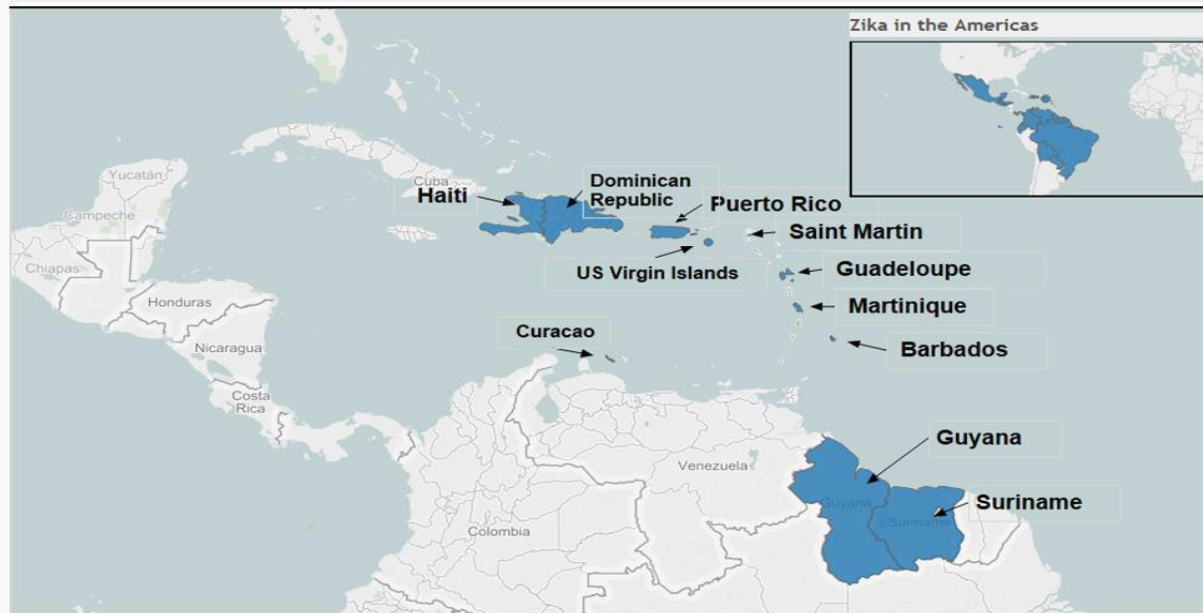 Zika in the Americas
Yucatán
Campeche
Chiapas
Cuba
Haiti
Dominican
Republic
Puerto Rico
Saint Martin
US Virgin Islands
Guadeloupe
Martinique
Barbados
Curacao
Honduras
Nicaragua
Costa
Rica
Venezuela
Colombia
Guyana
Guyana
Suriname
Suriname